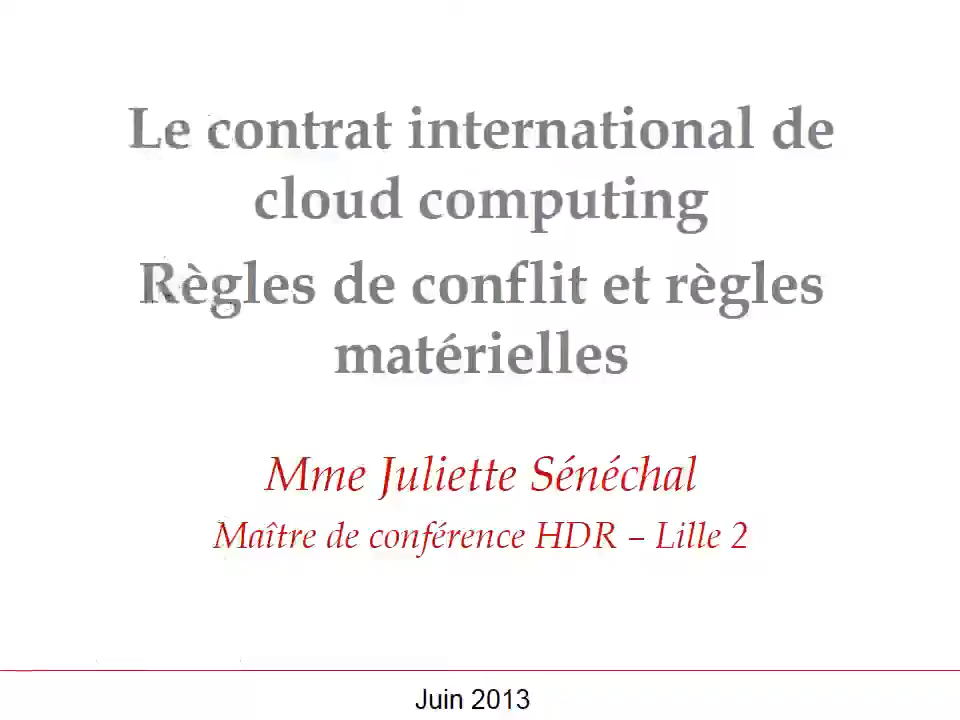 Le contrat international de
cloud computing
Règles de conflit et règles
matérielles
Mme Juliette Sénéchal
Maître de conférence HDR – Lille 2
Juin 2013